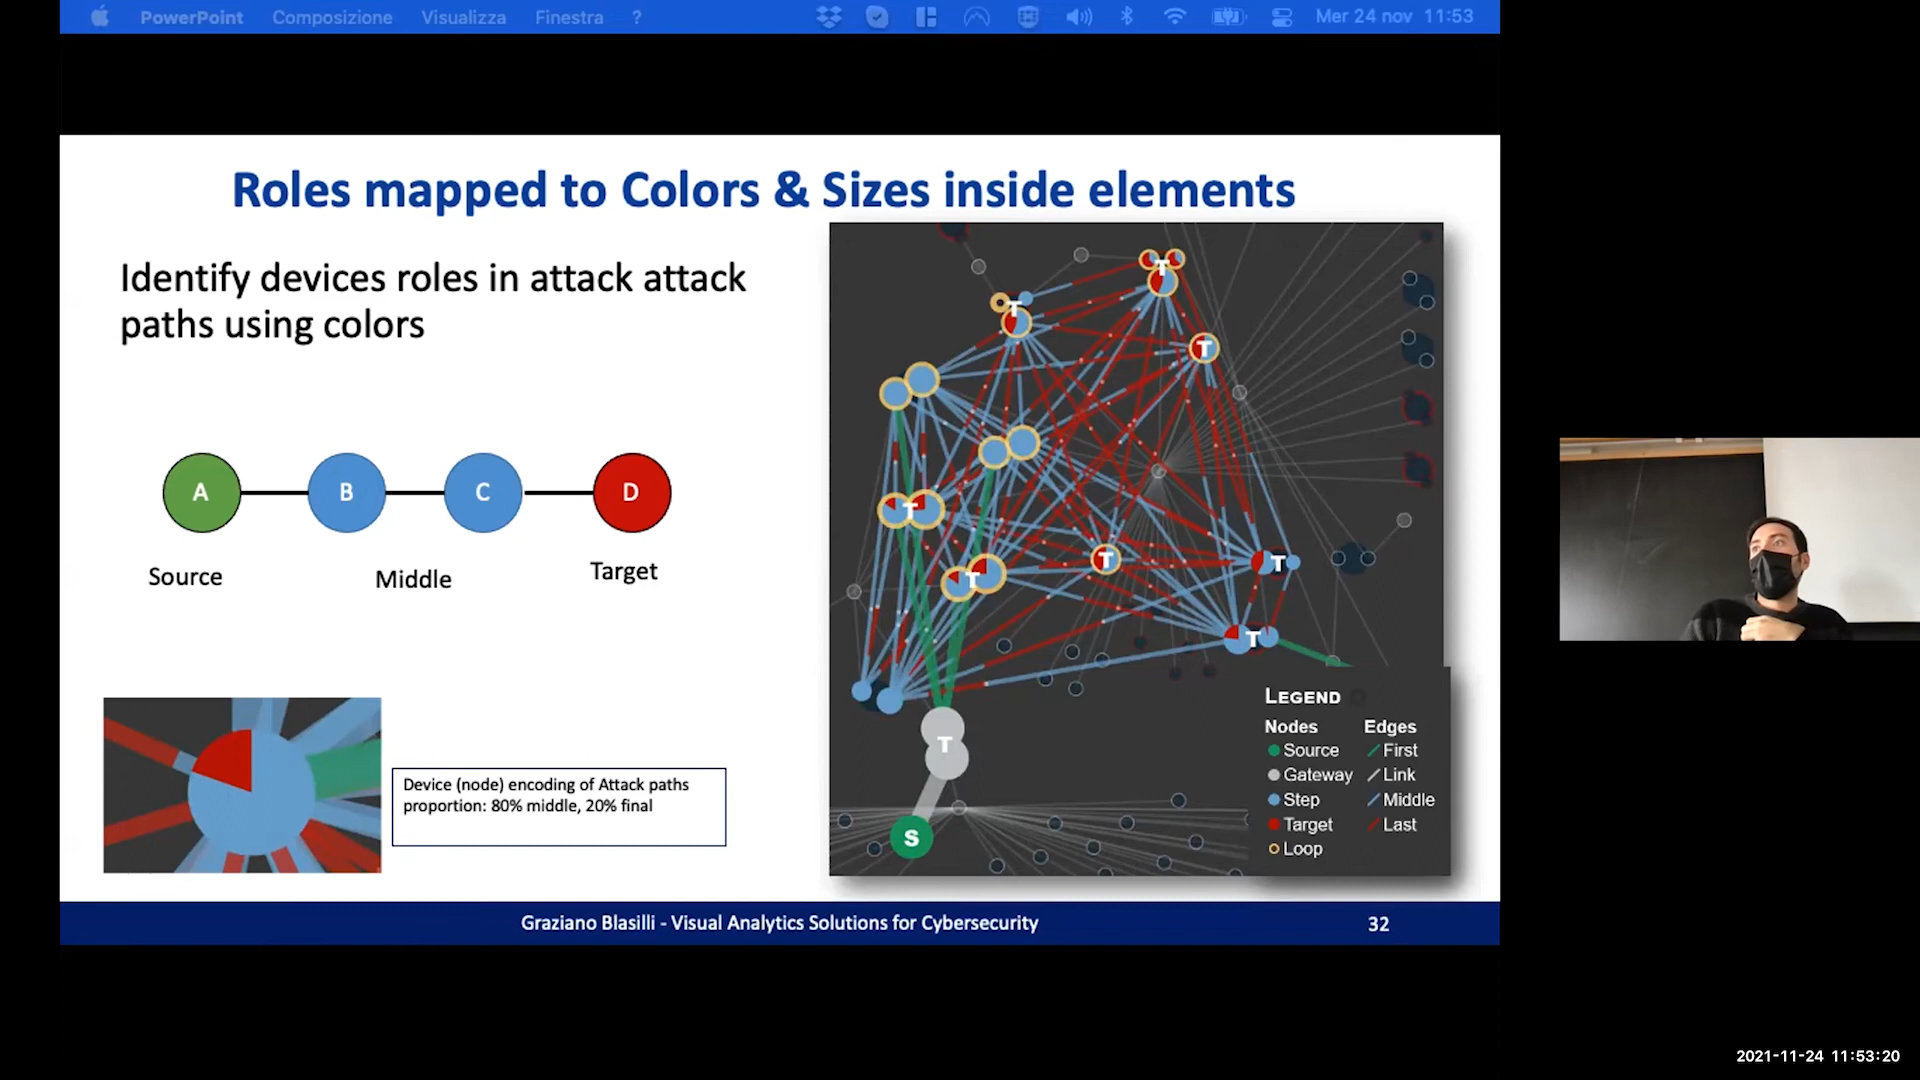 PowerPoint Composizione Visualizza Finestra ? Mer 24 nov 11:53
Roles mapped to Colors & Sizes inside elements
Identify devices roles in attack attack
paths using colors
A B C D
Source Middle Target
Device (node) encoding of Attack paths
proportion: 80% middle, 20% final
T
T
T
T
T
T
T
T
T
S
LEGEND
Nodes Edges
Source First
Gateway Link
Step Middle
Target Last
Loop
Graziano Blasilli - Visual Analytics Solutions for Cybersecurity 32
2021-11-24 11:53:20